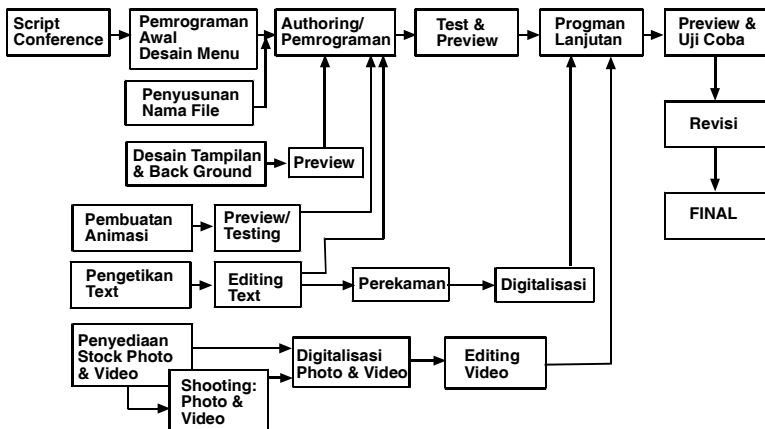 Script
Conference
Pemrograman
Awal
Desain Menu
Authoring/
Pemrograman
Test &
Preview
Progman
Lanjutan
Preview &
Uji Coba
Penyusunan
Nama File
Revisi
Desain Tampilan
& Back Ground
Preview
Pembuatan
Animasi
Preview/
Testing
FINAL
Pengetikan
Text
Editing
Text
Perekaman
Digitalisasi
Penyediaan
Stock Photo
& Video
Digitalisasi
Photo & Video
Editing
Video
Shooting:
Photo &
Video